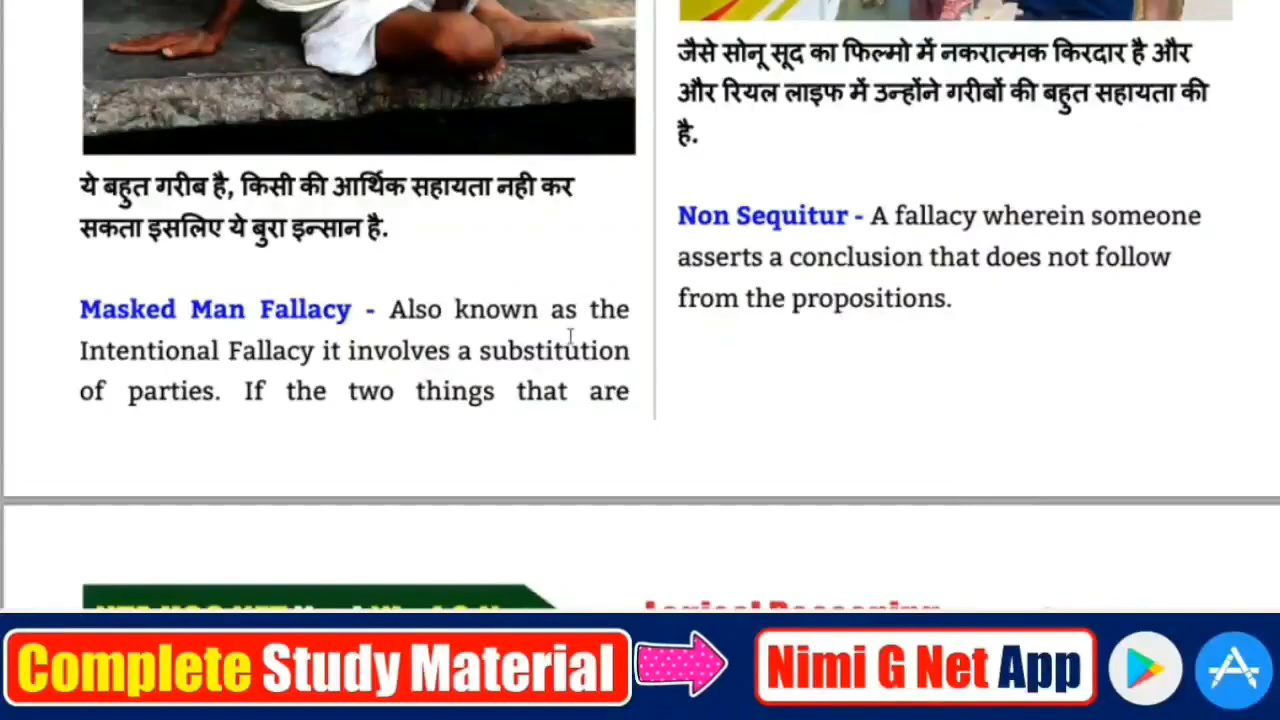 ये बहुत गरीब है, किसी की आर्थिक सहायता नही कर
सकता इसलिए ये बुरा इन्सान है.
Masked Man Fallacy - Also known as the
Intentional Fallacy it involves a substitution
of parties. If the two things that are
जैसे सोनू सूद का फिल्मो में नकरात्मक किरदार है और
और रियल लाइफ में उन्होंने गरीबों की बहुत सहायता की
है.
Non Sequitur - A fallacy wherein someone
asserts a conclusion that does not follow
from the propositions.
Logical Reasoning
Complete Study Material
Nimi G Net App